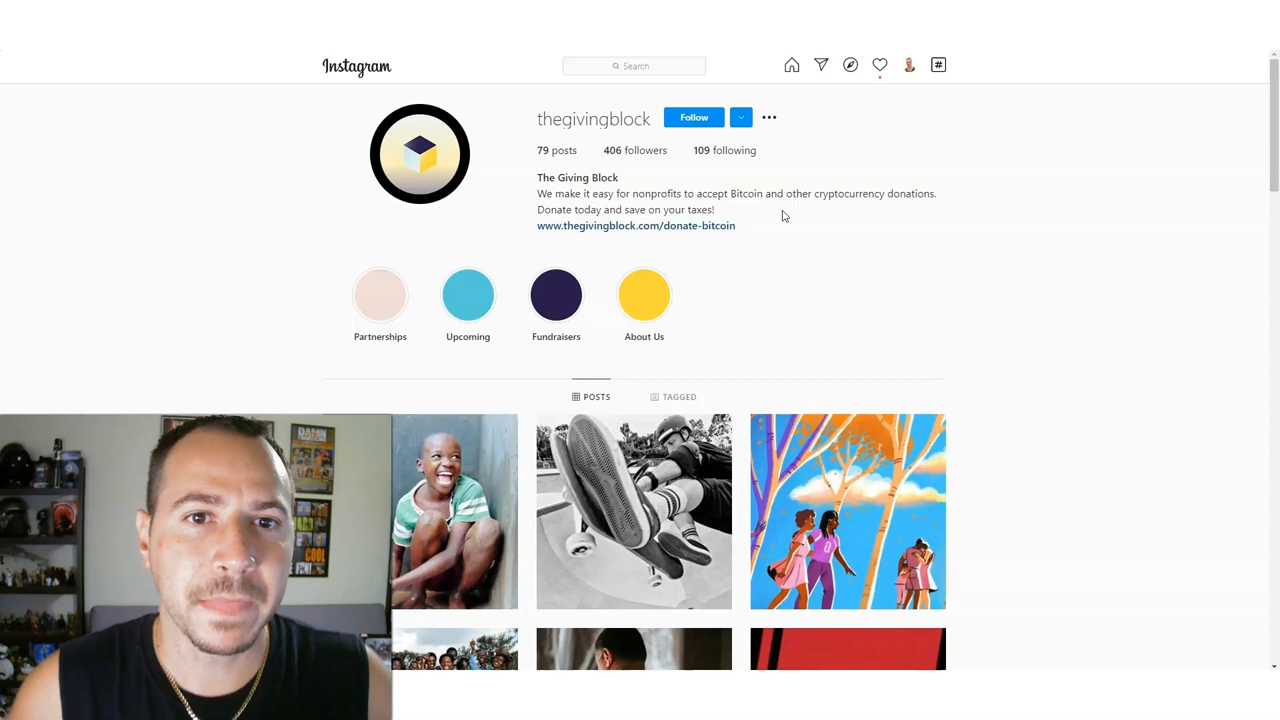 Instagram
Search
thegivingblock
Follow
79 posts 406 followers 109 following
The Giving Block
We make it easy for nonprofits to accept Bitcoin and other cryptocurrency donations.
Donate today and save on your taxes!
www.thegivingblock.com/donate-bitcoin
Partnerships Upcoming Fundraisers About Us
POSTS TAGGED
DAMN
COOL